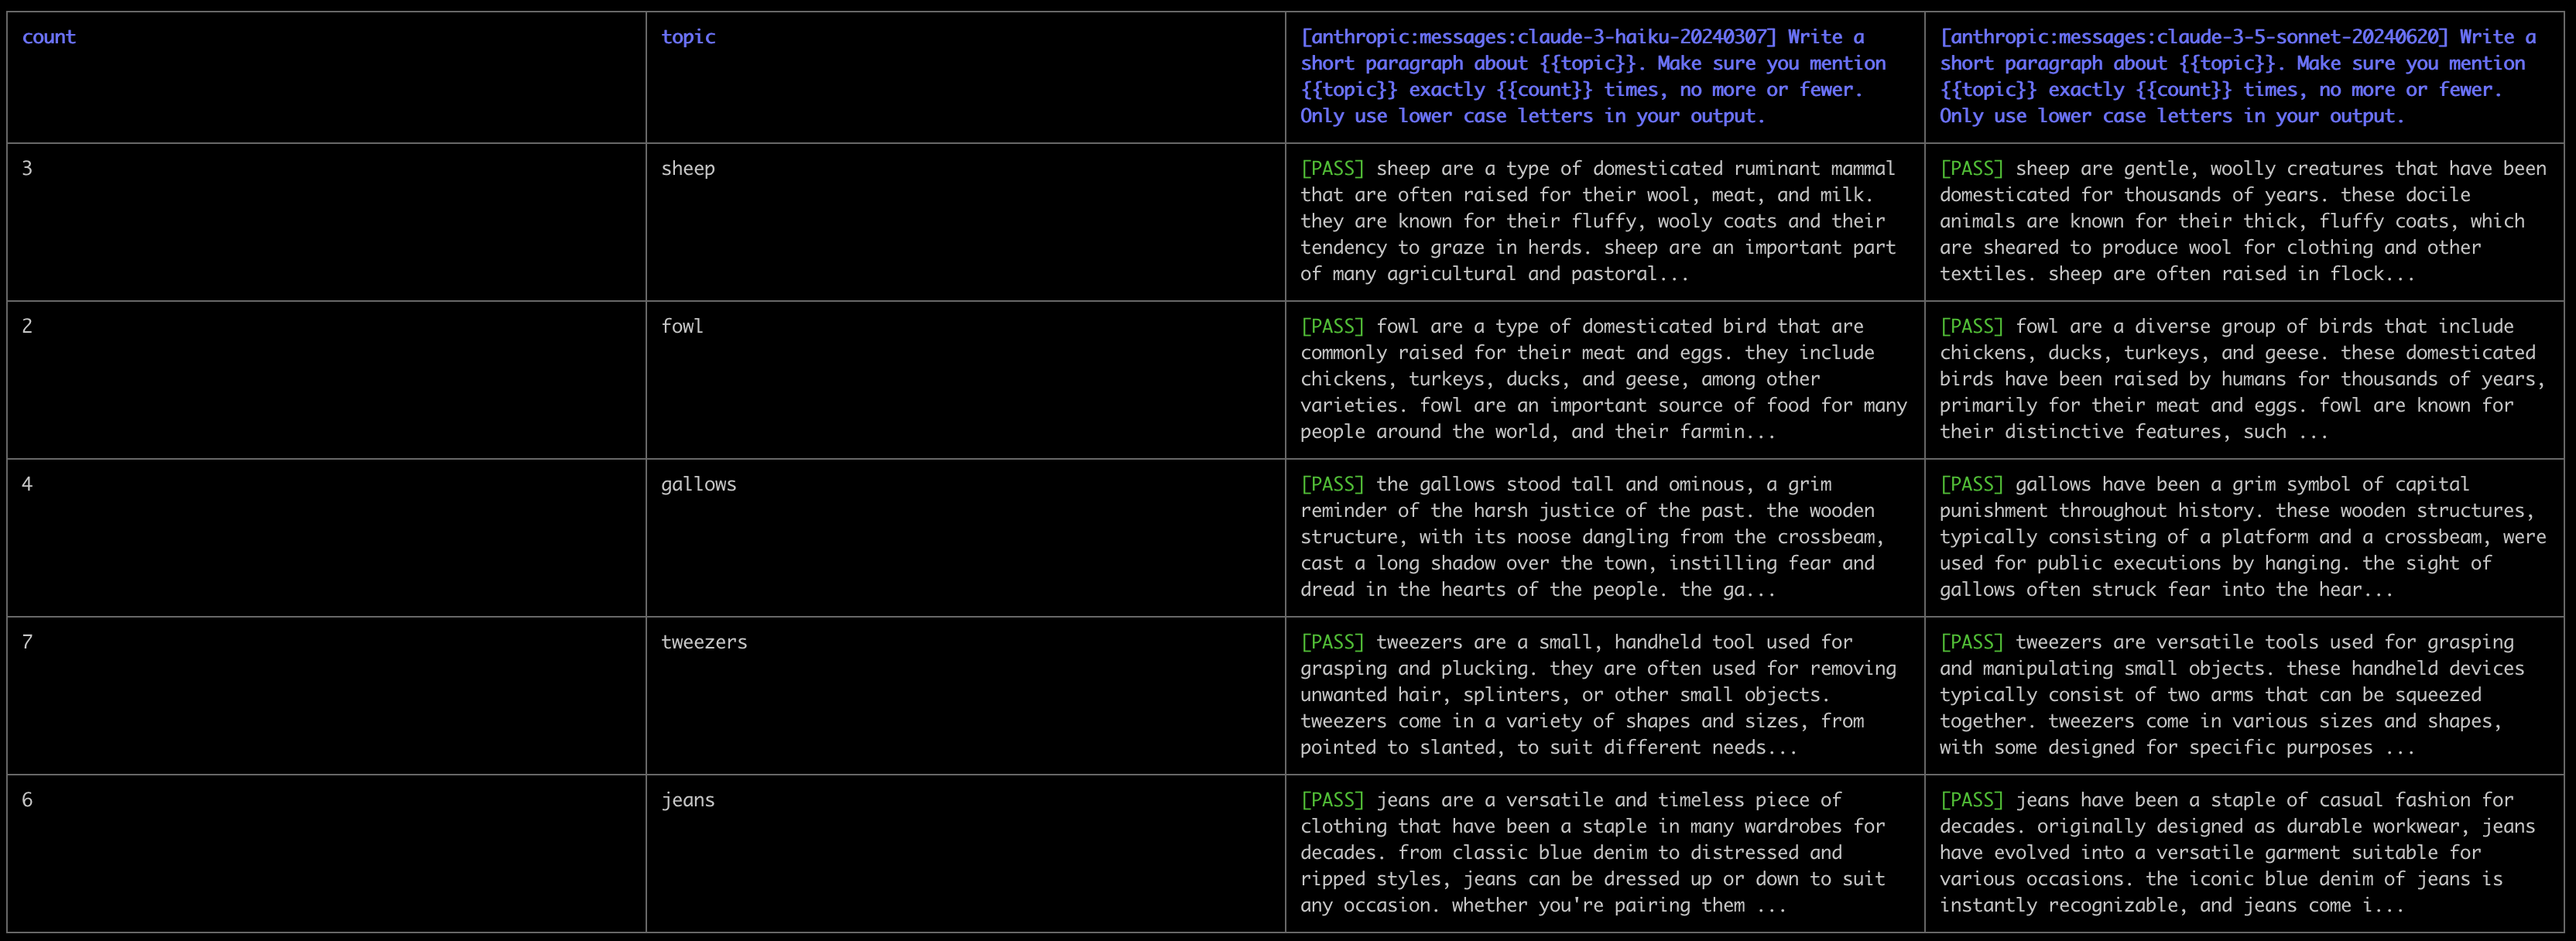 count
topic
[anthropic:messages:claude-3-haiku-20240307] Write a
short paragraph about {{topic}}. Make sure you mention
{{topic}} exactly {{count}} times, no more or fewer.
Only use lower case letters in your output.
[anthropic:messages:claude-3-5-sonnet-20240620] Write a
short paragraph about {{topic}}. Make sure you mention
{{topic}} exactly {{count}} times, no more or fewer.
Only use lower case letters in your output.
3
sheep
[PASS] sheep are a type of domesticated ruminant mammal
that are often raised for their wool, meat, and milk.
they are known for their fluffy, wooly coats and their
tendency to graze in herds. sheep are an important part
of many agricultural and pastoral...
[PASS] sheep are gentle, woolly creatures that have been
domesticated for thousands of years. these docile
animals are known for their thick, fluffy coats, which
are sheared to produce wool for clothing and other
textiles. sheep are often raised in flock...
2
fowl
[PASS] fowl are a type of domesticated bird that are
commonly raised for their meat and eggs. they include
chickens, turkeys, ducks, and geese, among other
varieties. fowl are an important source of food for many
people around the world, and their farmin...
[PASS] fowl are a diverse group of birds that include
chickens, ducks, turkeys, and geese. these domesticated
birds have been raised by humans for thousands of years,
primarily for their meat and eggs. fowl are known for
their distinctive features, such ...
4
gallows
[PASS] the gallows stood tall and ominous, a grim
reminder of the harsh justice of the past. the wooden
structure, with its noose dangling from the crossbeam,
cast a long shadow over the town, instilling fear and
dread in the hearts of the people. the ga...
[PASS] gallows have been a grim symbol of capital
punishment throughout history. these wooden structures,
typically consisting of a platform and a crossbeam, were
used for public executions by hanging. the sight of
gallows often struck fear into the hear...
7
tweezers
[PASS] tweezers are a small, handheld tool used for
grasping and plucking. they are often used for removing
unwanted hair, splinters, or other small objects.
tweezers come in a variety of shapes and sizes, from
pointed to slanted, to suit different needs...
[PASS] tweezers are versatile tools used for grasping
and manipulating small objects. these handheld devices
typically consist of two arms that can be squeezed
together. tweezers come in various sizes and shapes,
with some designed for specific purposes ...
6
jeans
[PASS] jeans are a versatile and timeless piece of
clothing that have been a staple in many wardrobes for
decades. from classic blue denim to distressed and
ripped styles, jeans can be dressed up or down to suit
any occasion. whether you're pairing them ...
[PASS] jeans have been a staple of casual fashion for
decades. originally designed as durable workwear, jeans
have evolved into a versatile garment suitable for
various occasions. the iconic blue denim of jeans is
instantly recognizable, and jeans come i...